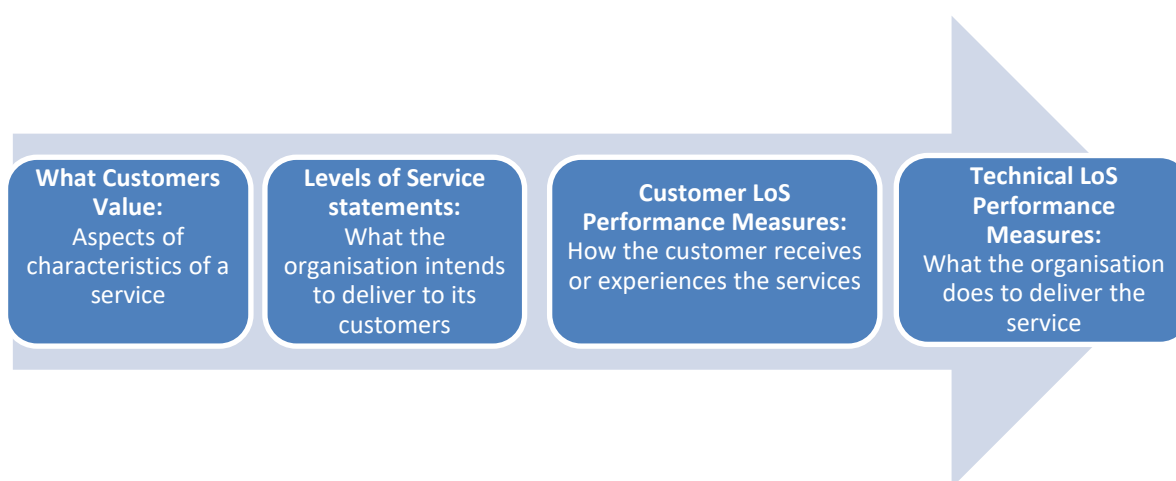 What Customers
Value:
Aspects of
characteristics of a
service
Levels of Service
statements:
What the
organisation intends
to deliver to its
customers
Customer LoS
Performance Measures:
How the customer receives
or experiences the services
Technical LoS
Performance
Measures:
What the organisation
does to deliver the
service